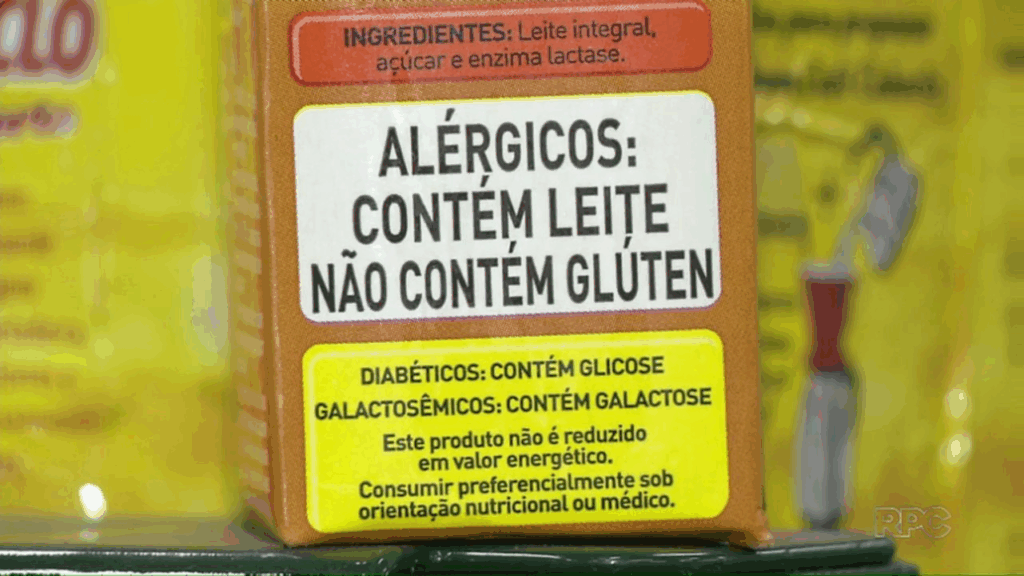 INGREDIENTES: Leite integral,
açúcar e enzima lactase.
ALÉRGICOS:
CONTÉM LEITE
NÃO CONTÉM GLÚTEN
DIABÉTICOS: CONTÉM GLICOSE
GALACTOSÊMICOS: CONTÉM GALACTOSE
Este produto não é reduzido
em valor energético.
Consumir preferencialmente sob
orientação nutricional ou médico.
RPC